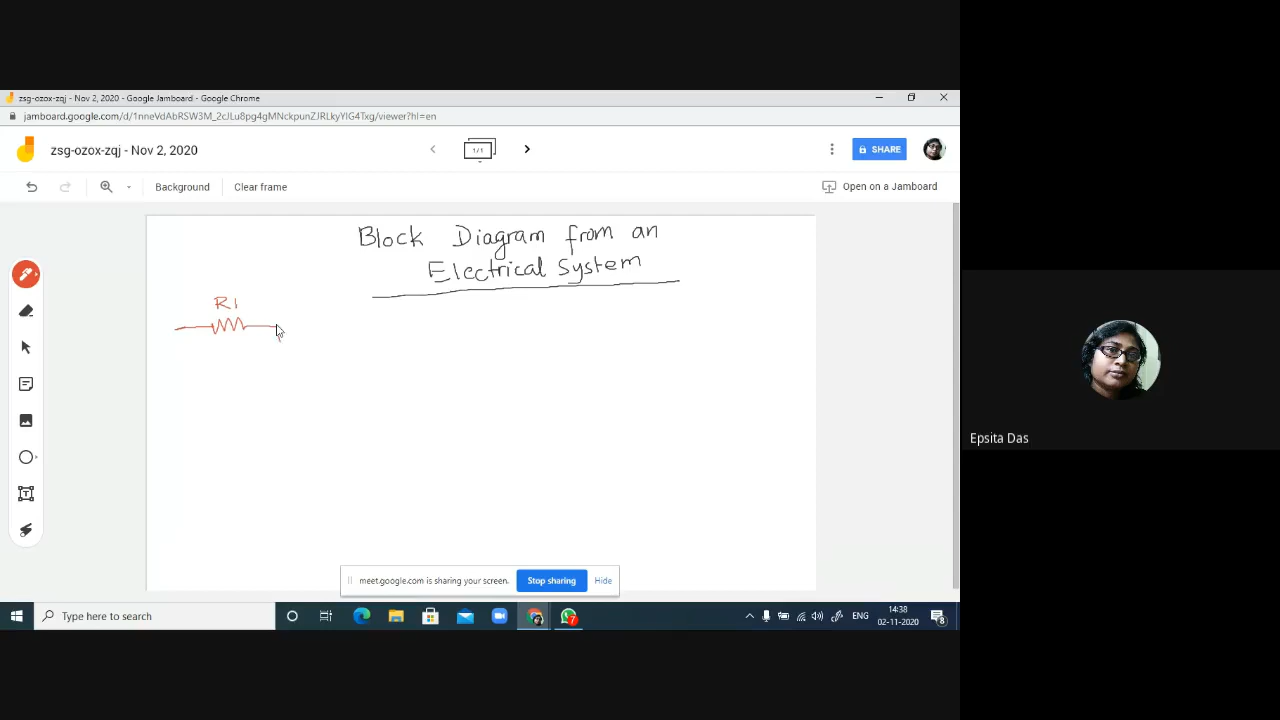 zsg-ozox-zqj - Nov 2, 2020 - Google Jamboard - Google Chrome
jamboard.google.com/d/1nneVdAbRSW3M_2cJLu8pg4gMNckpunZJRLkyYlG4Txg/viewer?hl=en
zsg-ozox-zqj - Nov 2, 2020
1/1
SHARE
Background
Clear frame
Open on a Jamboard
Block Diagram from an
Electrical System
R1
Epsita Das
meet.google.com is sharing your screen.
Stop sharing
Hide
Type here to search
7
ENG
14:38
02-11-2020
8